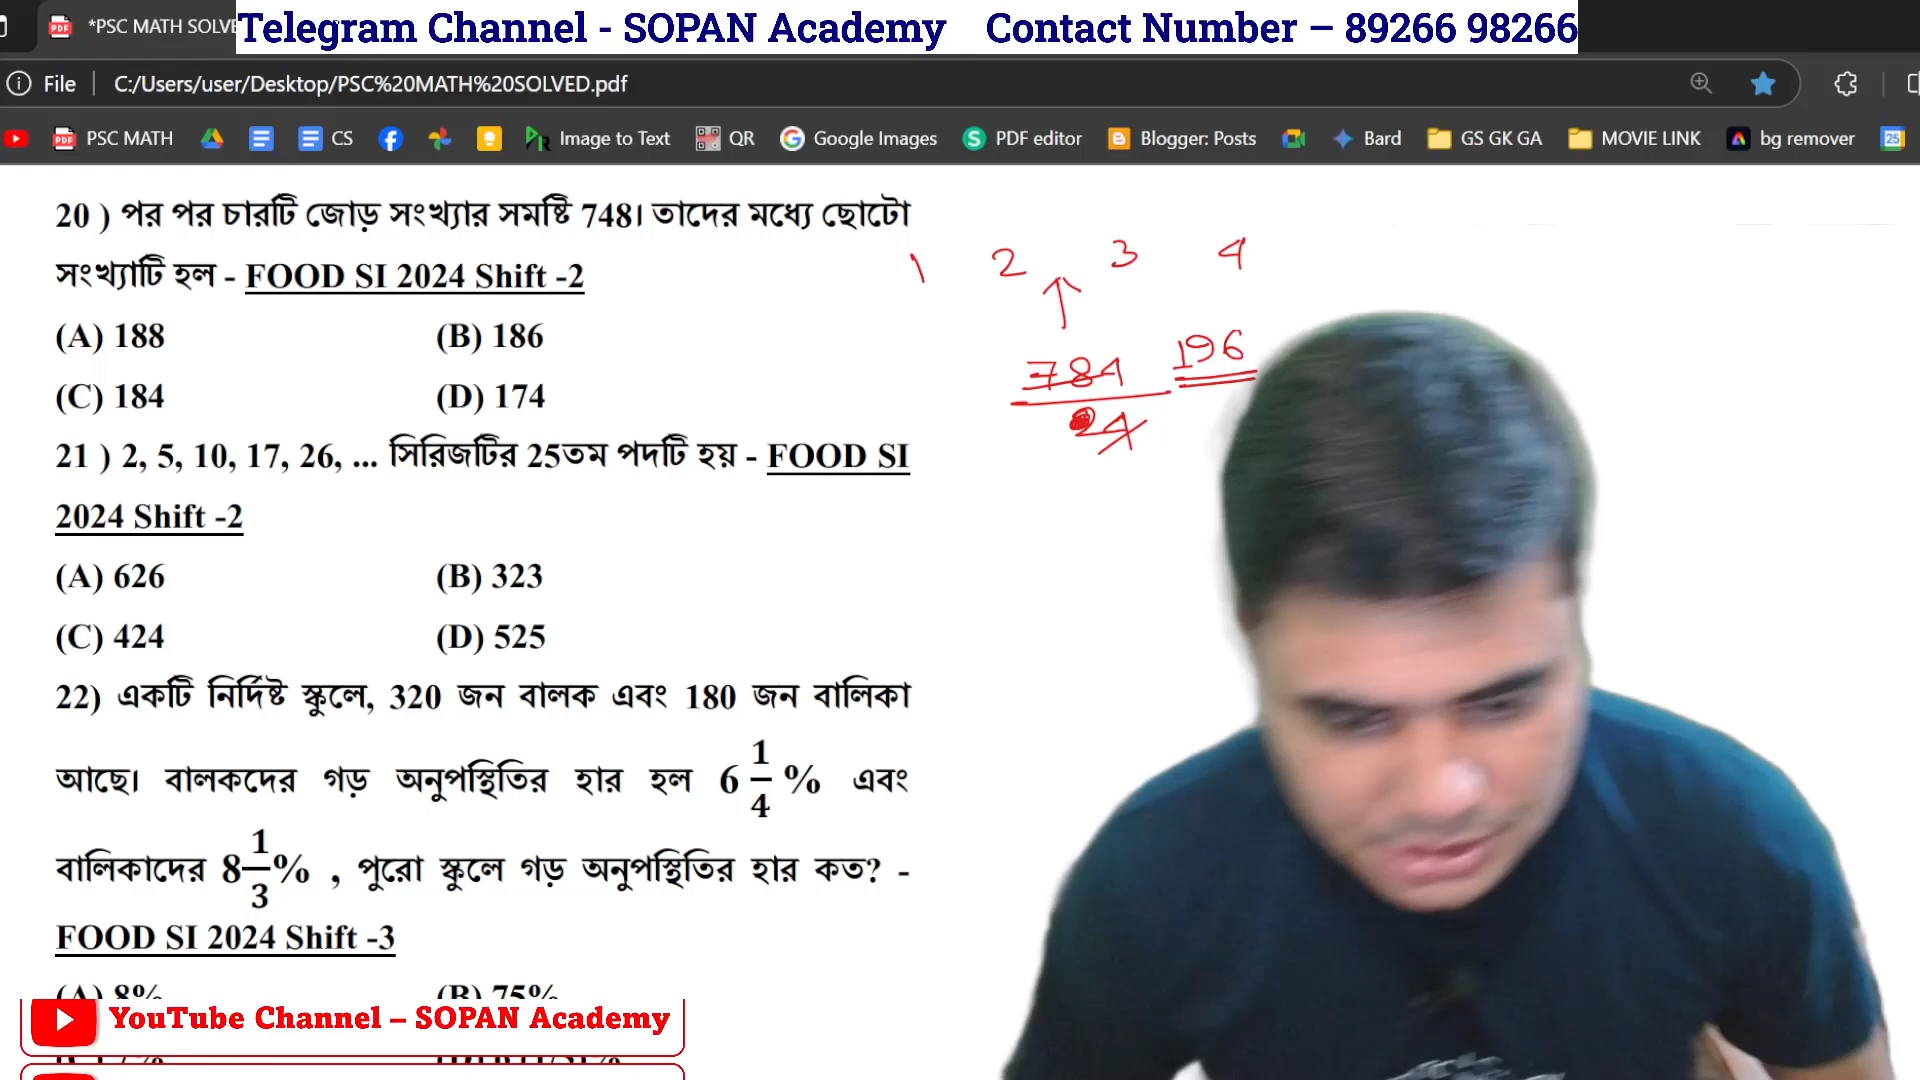 *PSC MATH SOLVE
Telegram Channel - SOPAN Academy Contact Number – 89266 98266
File C:/Users/user/Desktop/PSC%20MATH%20SOLVED.pdf
PSC MATH CS Image to Text QR Google Images PDF editor Blogger: Posts Bard GS GK GA MOVIE LINK bg remover
20 ) পর পর চারটি জোড় সংখ্যার সমষ্টি 748। তাদের মধ্যে ছোটো
সংখ্যাটি হল - FOOD SI 2024 Shift -2
(A) 188 (B) 186
(C) 184 (D) 174
1 2 3 4
784 196
4
21 ) 2, 5, 10, 17, 26, ... সিরিজটির 25তম পদটি হয় - FOOD SI
2024 Shift -2
(A) 626 (B) 323
(C) 424 (D) 525
22) একটি নির্দিষ্ট স্কুলে, 320 জন বালক এবং 180 জন বালিকা
আছে। বালকদের গড় অনুপস্থিতির হার হল 6 1/4 % এবং
বালিকাদের 8 1/3% , পুরো স্কুলে গড় অনুপস্থিতির হার কত? -
FOOD SI 2024 Shift -3
(A) 8% (B) 75%
YouTube Channel – SOPAN Academy